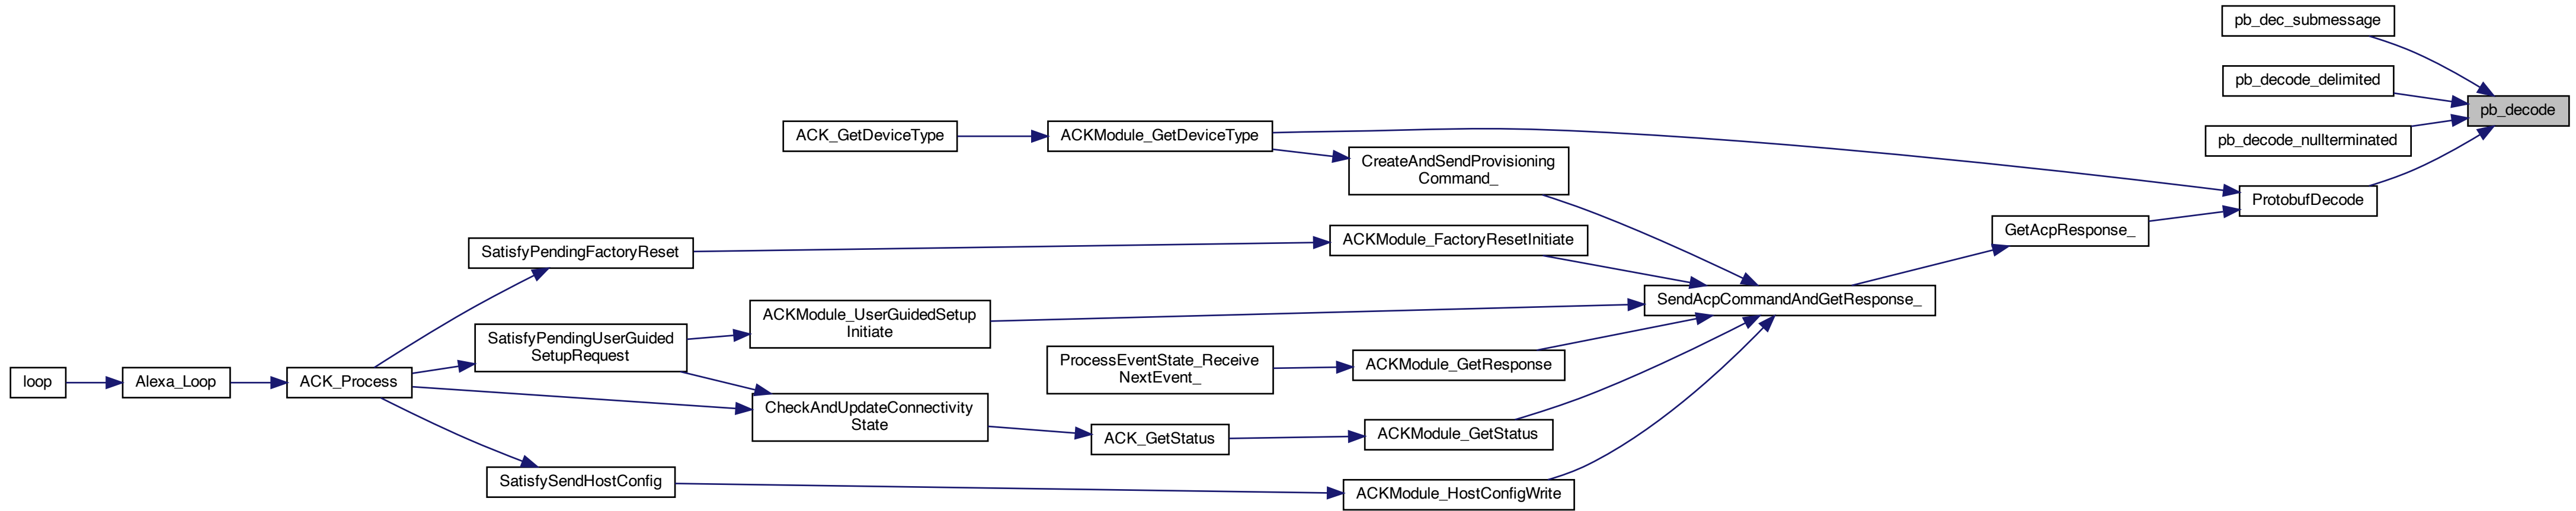 pb_dec_submessage
pb_decode_delimited
pb_decode
ACK_GetDeviceType
ACKModule_GetDeviceType
pb_decode_nullterminated
CreateAndSendProvisioning
Command_
ProtobufDecode
GetAcpResponse_
SatisfyPendingFactoryReset
ACKModule_FactoryResetInitiate
SendAcpCommandAndGetResponse_
ACKModule_UserGuidedSetup
Initiate
SatisfyPendingUserGuided
SetupRequest
ProcessEventState_Receive
NextEvent_
ACKModule_GetResponse
loop
Alexa_Loop
ACK_Process
CheckAndUpdateConnectivity
State
ACK_GetStatus
ACKModule_GetStatus
SatisfySendHostConfig
ACKModule_HostConfigWrite